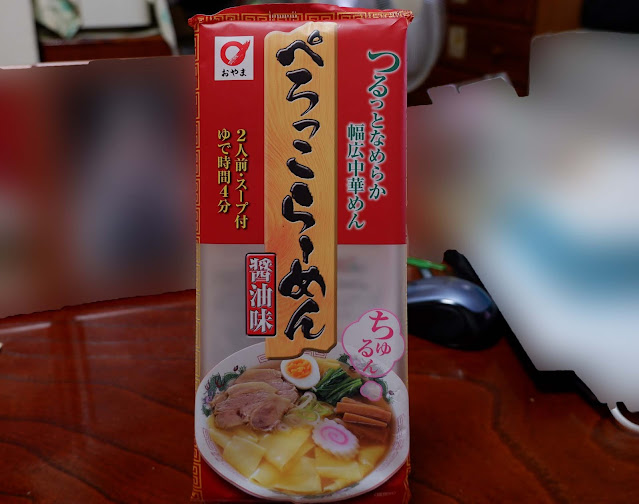 おやま
つるっとなめらか
幅広中華めん
ぺろっこらーめん
2人前・スープ付
ゆで時間4分
醤油味
ちゅ
るん